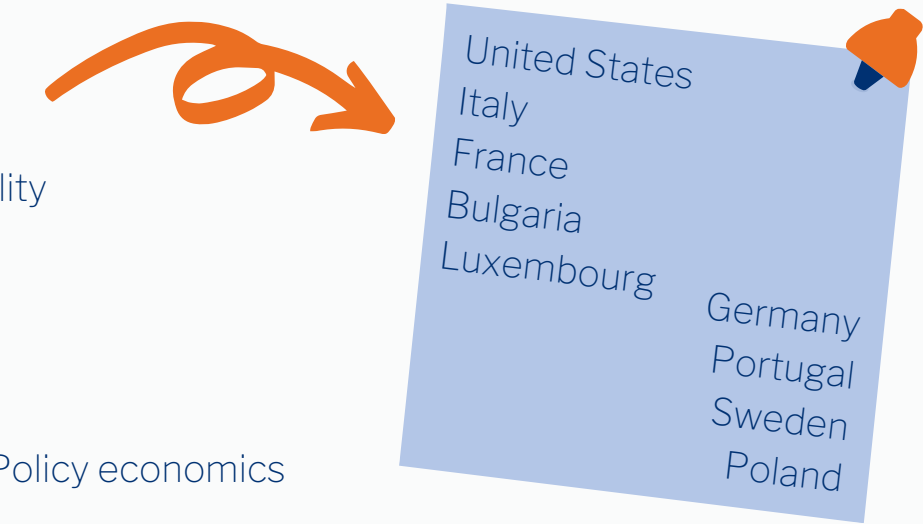 United States
Italy
France
Bulgaria
Luxembourg
Germany
Portugal
Sweden
Poland
lity
Policy economics